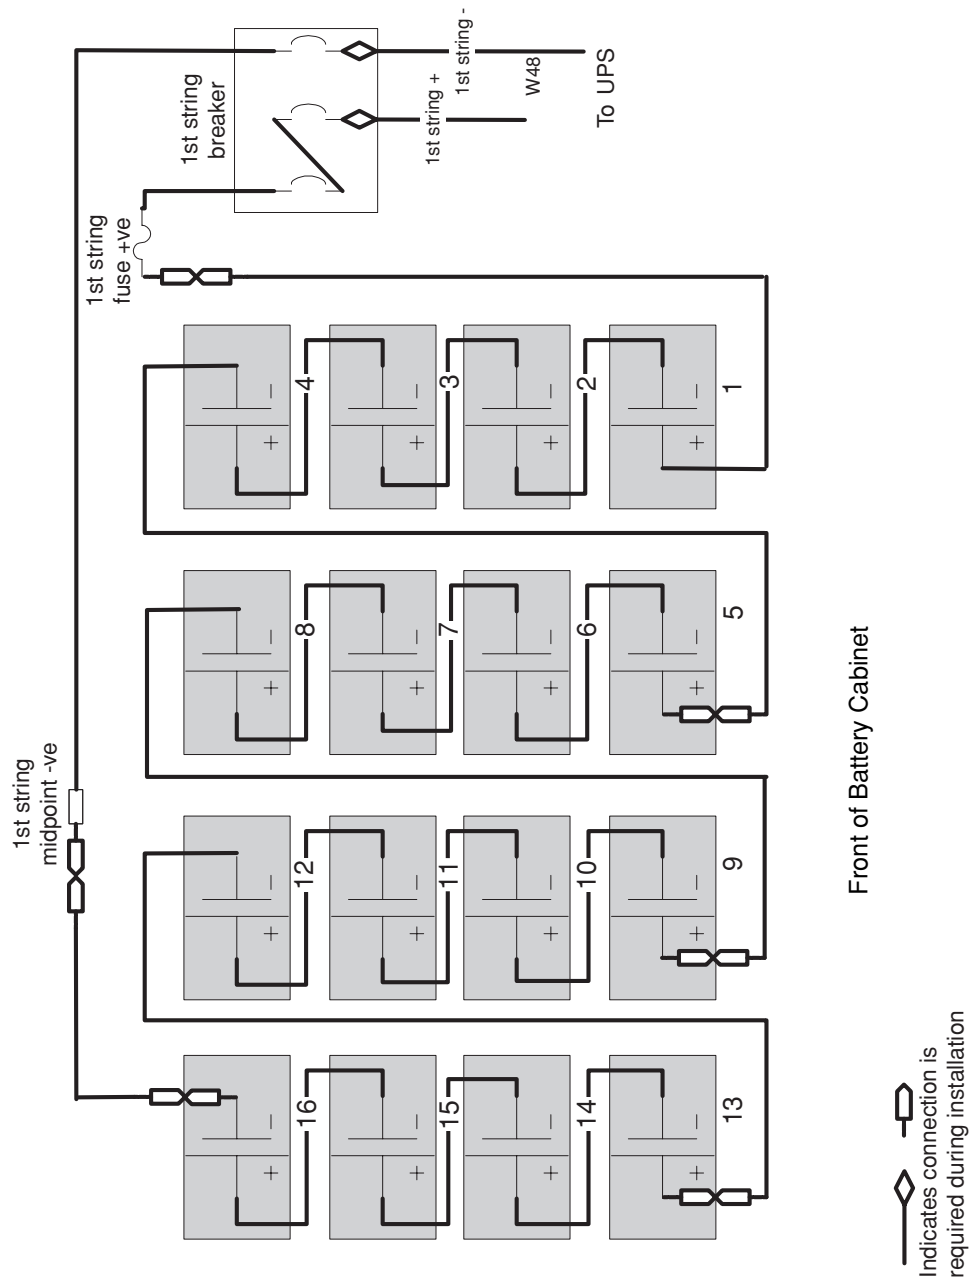 1st string
midpoint -ve
1st string
fuse +ve
1st string
breaker
1st string -
1st string +
W48
To UPS
16
12
8
4
+ -
+ -
+ -
+ -
15
11
7
3
+ -
+ -
+ -
+ -
14
10
6
2
+ -
+ -
+ -
+ -
13
9
5
1
+ -
+ -
+ -
+ -
Front of Battery Cabinet
Indicates connection is
required during installation